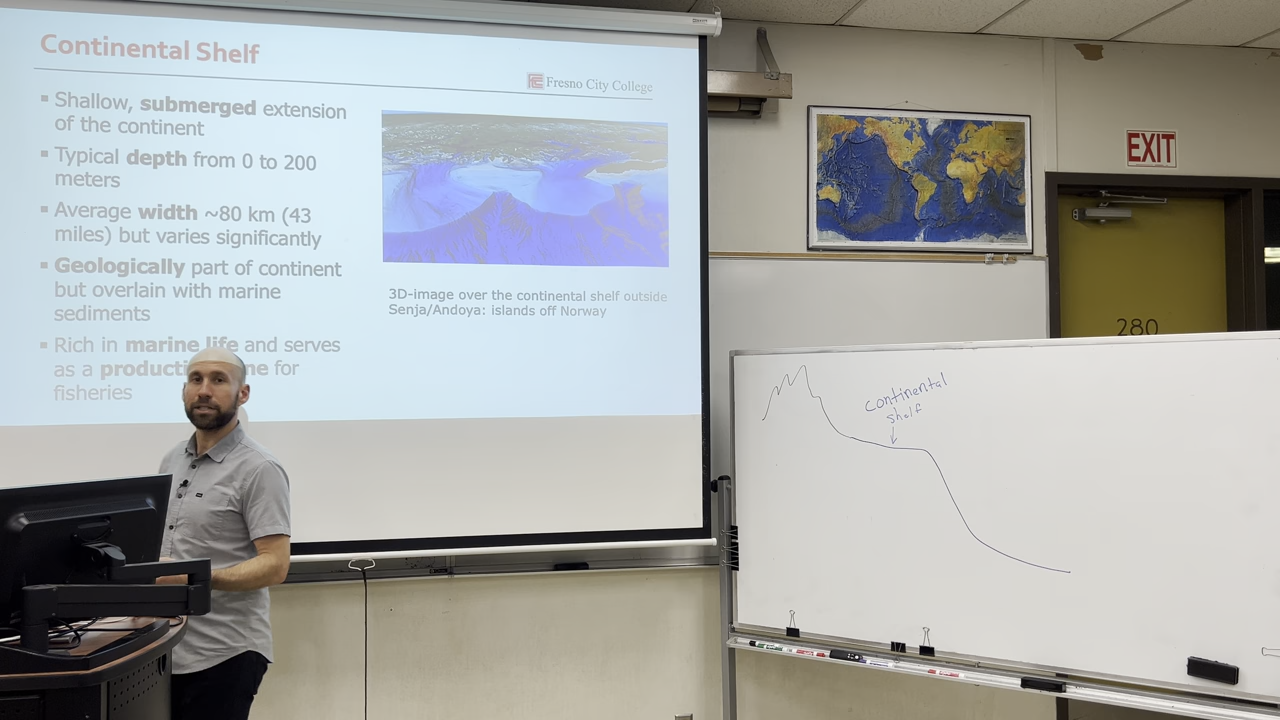 Continental Shelf
Fresno City College
▪ Shallow, submerged extension
of the continent
▪ Typical depth from 0 to 200
meters
▪ Average width ~80 km (43
miles) but varies significantly
▪ Geologically part of continent
but overlain with marine
sediments
▪ Rich in marine life and serves
as a for
fisheries
3D-image over the continental shelf outside
Senja/Andoya: islands off Norway
EXIT
280
Continental
shelf